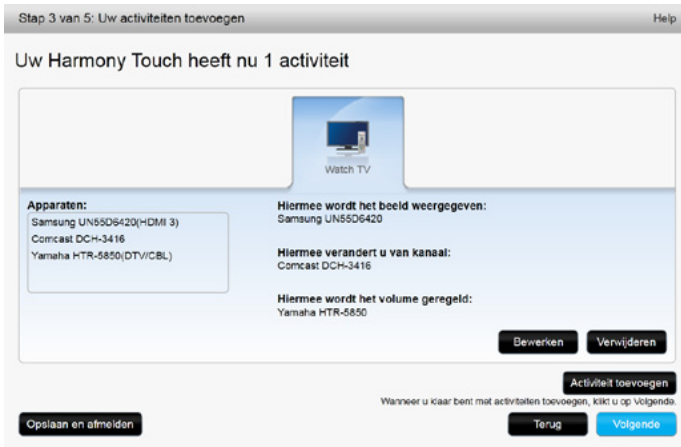 Stap 3 van 5: Uw activiteiten toevoegen
Help
Uw Harmony Touch heeft nu 1 activiteit
Watch TV
Apparaten:
Samsung UN55D6420(HDMI 3)
Comcast DCH-3416
Yamaha HTR-5850(DTV/CBL)
Hiermee wordt het beeld weergegeven:
Samsung UN55D6420
Hiermee verandert u van kanaal:
Comcast DCH-3416
Hiermee wordt het volume geregeld:
Yamaha HTR-5850
Bewerken
Verwijderen
Activiteit toevoegen
Wanneer u klaar bent met activiteiten toevoegen, klikt u op Volgende.
Opslaan en afmelden
Terug
Volgende